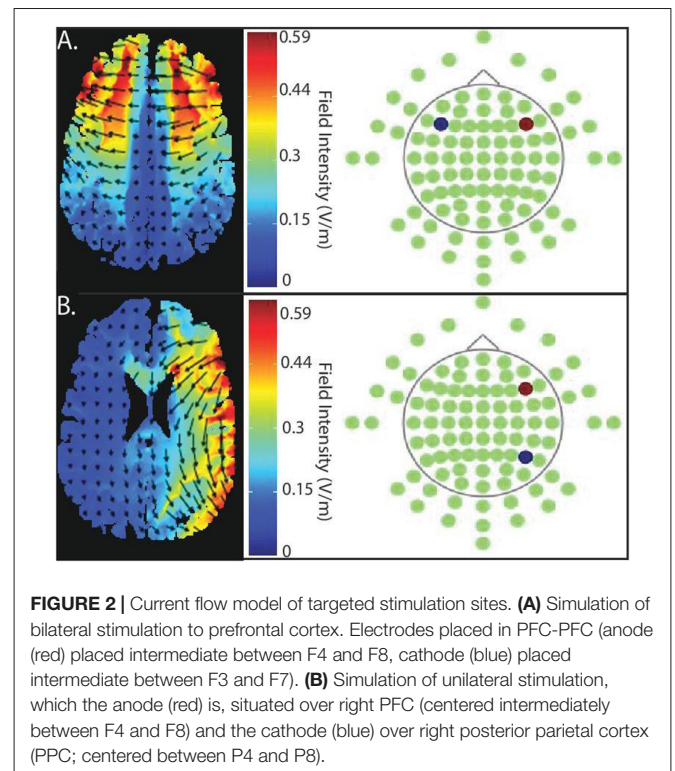 A.
0.59
0.44
0.3
0.15
0
Field Intensity (V/m)
B.
0.59
0.44
0.3
0.15
0
Field Intensity (V/m)
FIGURE 2 | Current flow model of targeted stimulation sites. (A) Simulation of
bilateral stimulation to prefrontal cortex. Electrodes placed in PFC-PFC (anode
(red) placed intermediate between F4 and F8, cathode (blue) placed
intermediate between F3 and F7). (B) Simulation of unilateral stimulation,
which the anode (red) is, situated over right PFC (centered intermediately
between F4 and F8) and the cathode (blue) over right posterior parietal cortex
(PPC; centered between P4 and P8).